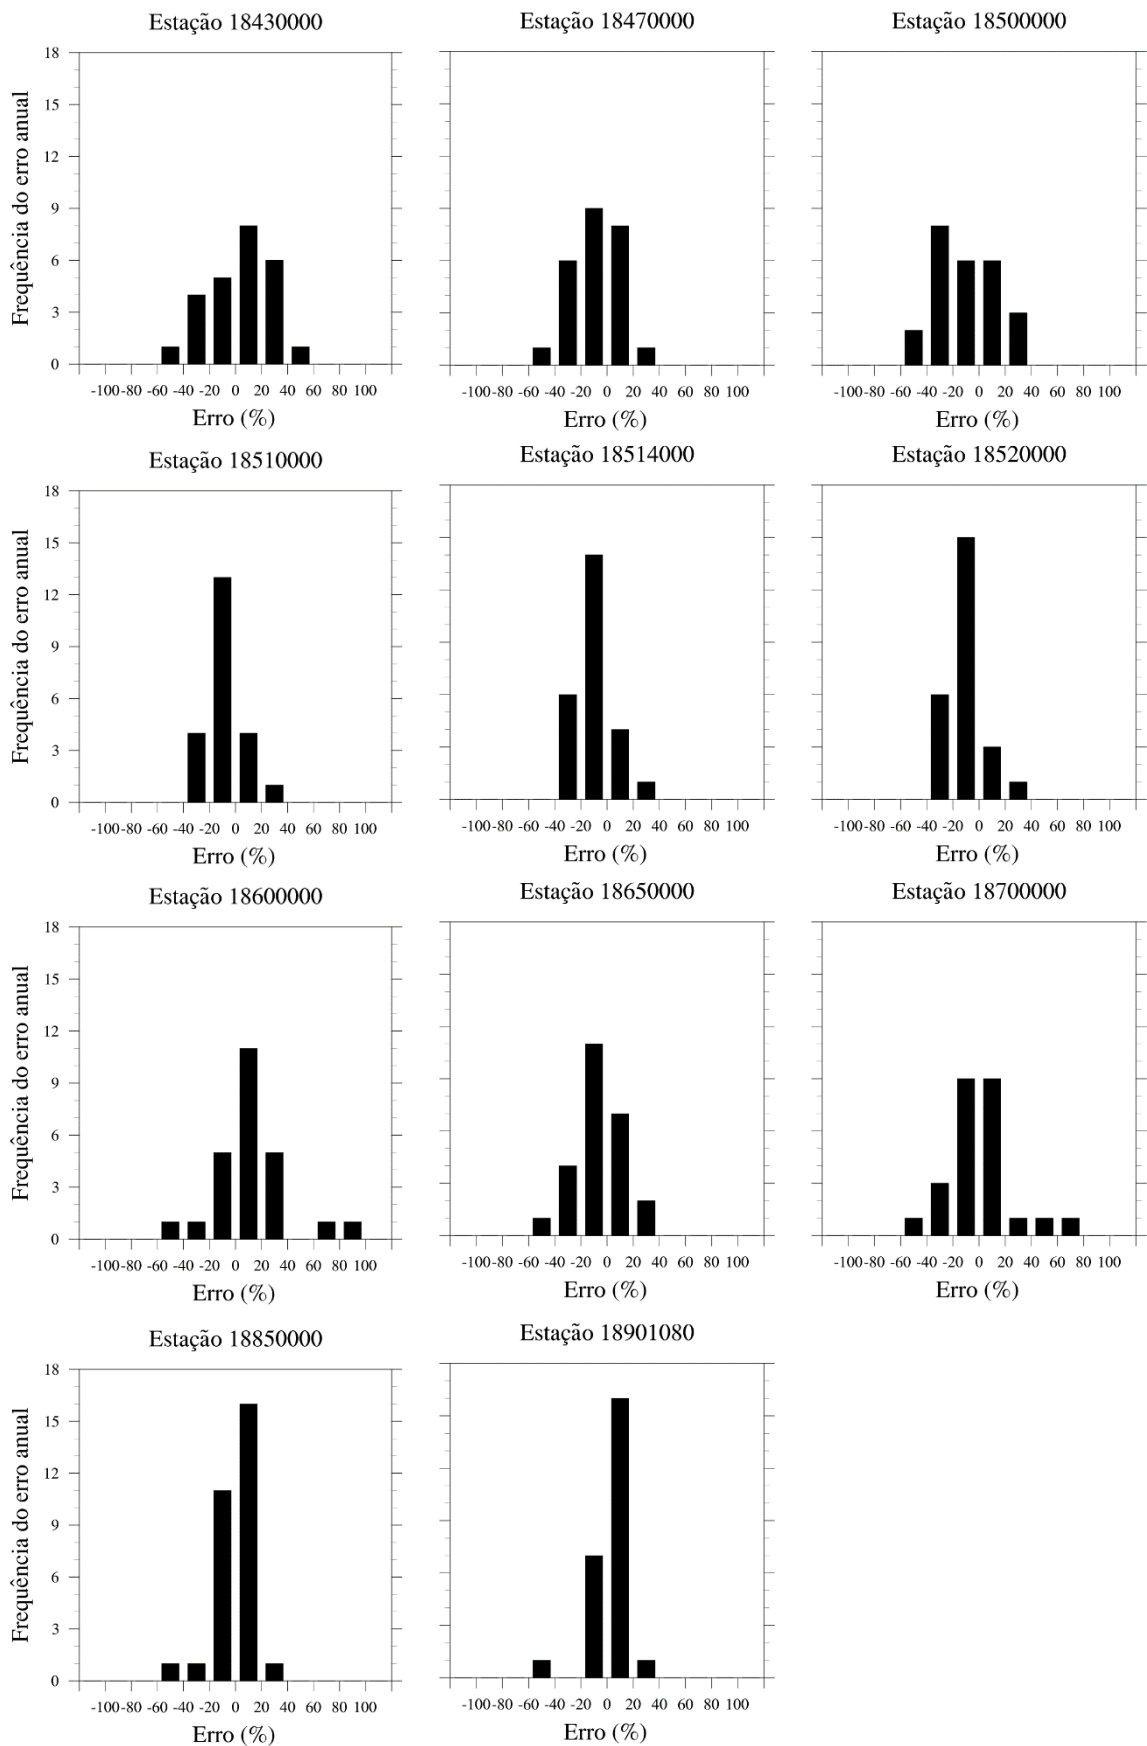 Estação 18430000
Estação 18470000
Estação 18500000
Frequência do erro anual
18
15
12
9
6
3
0
-100-80 -60 -40 -20 0 20 40 60 80 100
-100-80 -60 -40 -20 0 20 40 60 80 100
-100-80 -60 -40 -20 0 20 40 60 80 100
Erro (%)
Erro (%)
Erro (%)
Estação 18510000
Estação 18514000
Estação 18520000
Frequência do erro anual
18
15
12
9
6
3
0
-100-80 -60 -40 -20 0 20 40 60 80 100
-100-80 -60 -40 -20 0 20 40 60 80 100
-100-80 -60 -40 -20 0 20 40 60 80 100
Erro (%)
Erro (%)
Erro (%)
Estação 18600000
Estação 18650000
Estação 18700000
Frequência do erro anual
18
15
12
9
6
3
0
-100-80 -60 -40 -20 0 20 40 60 80 100
-100-80 -60 -40 -20 0 20 40 60 80 100
-100-80 -60 -40 -20 0 20 40 60 80 100
Erro (%)
Erro (%)
Erro (%)
Estação 18850000
Estação 18901080
Frequência do erro anual
18
15
12
9
6
3
0
-100-80 -60 -40 -20 0 20 40 60 80 100
-100-80 -60 -40 -20 0 20 40 60 80 100
Erro (%)
Erro (%)